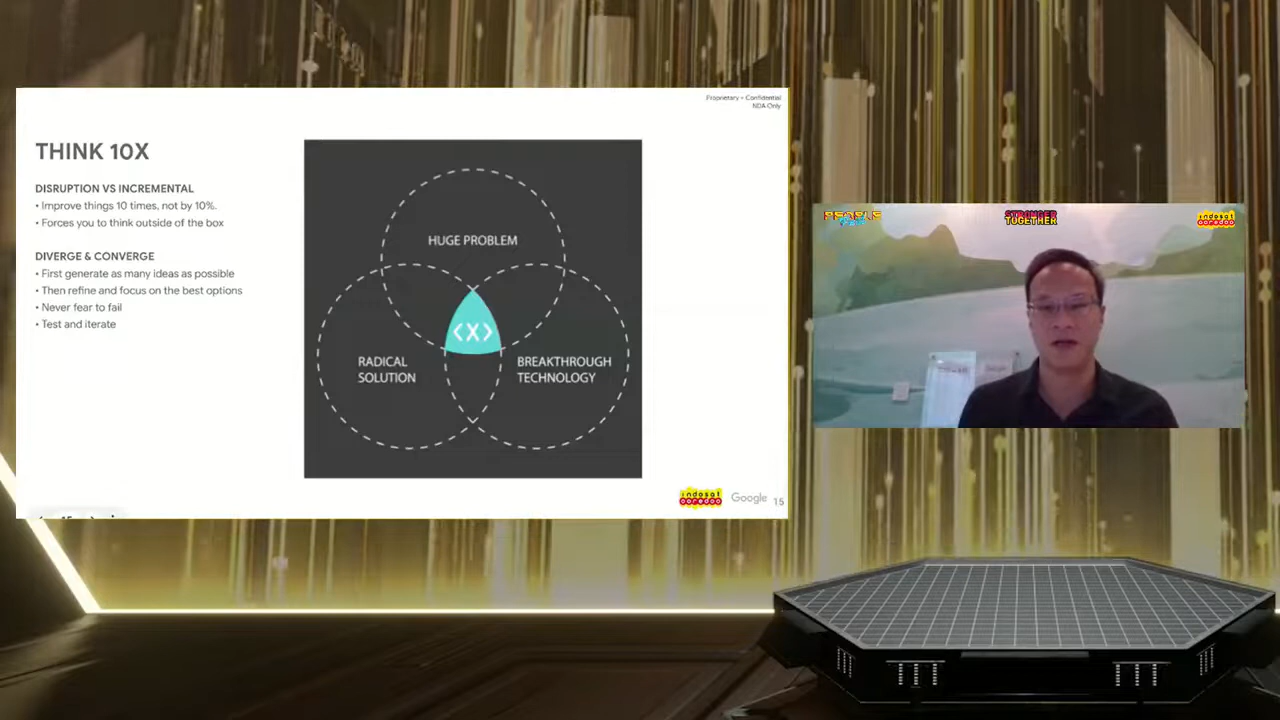 Proprietary + Confidential
NDA Only
THINK 10X
DISRUPTION VS INCREMENTAL
• Improve things 10 times, not by 10%.
• Forces you to think outside of the box
DIVERGE & CONVERGE
• First generate as many ideas as possible
• Then refine and focus on the best options
• Never fear to fail
• Test and iterate
HUGE PROBLEM
<X>
RADICAL
SOLUTION
BREAKTHROUGH
TECHNOLOGY
indosat
ooredoo
Google
15
PEOPLE
STRONGER
TOGETHER
indosat
ooredoo